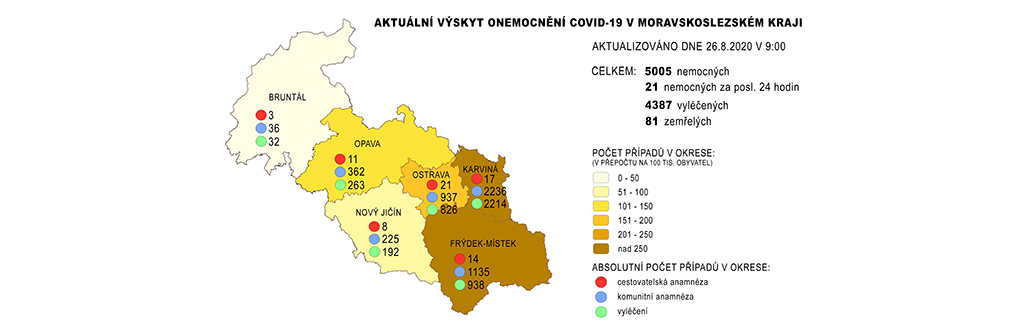 AKTUÁLNÍ VÝSKYT ONEMOCNĚNÍ COVID-19 V MORAVSKOSLEZSKÉM KRAJI
AKTUALIZOVÁNO DNE 26.8.2020 V 9:00
CELKEM: 5005 nemocných
21 nemocných za posl. 24 hodin
4387 vyléčených
81 zemřelých
BRUNTÁL
3
36
32
OPAVA
11
362
263
OSTRAVA
21
937
826
KARVINÁ
17
2236
2214
NOVÝ JIČÍN
8
225
192
FRÝDEK-MÍSTEK
14
1135
938
POČET PŘÍPADŮ V OKRESE:
(V PŘEPOČTU NA 100 TIS. OBYVATEL)
0 - 50
51 - 100
101 - 150
151 - 200
201 - 250
nad 250
ABSOLUTNÍ POČET PŘÍPADŮ V OKRESE:
cestovatelská anamnéza
komunitní anamnéza
vyléčení